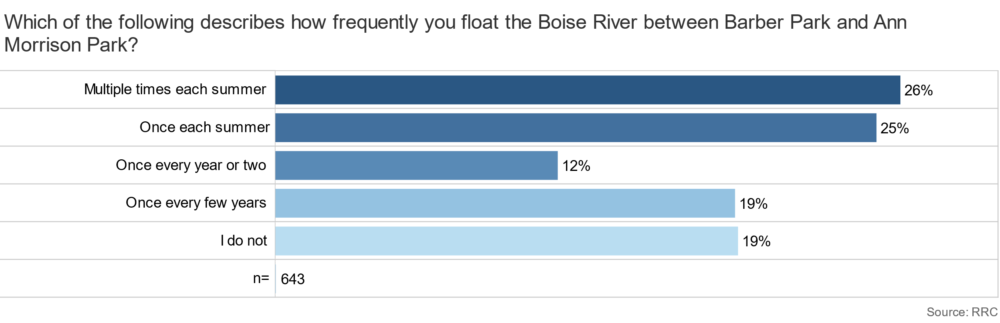 Which of the following describes how frequently you float the Boise River between Barber Park and Ann
Morrison Park?
Multiple times each summer 26%
Once each summer 25%
Once every year or two 12%
Once every few years 19%
I do not 19%
n= 643
Source: RRC